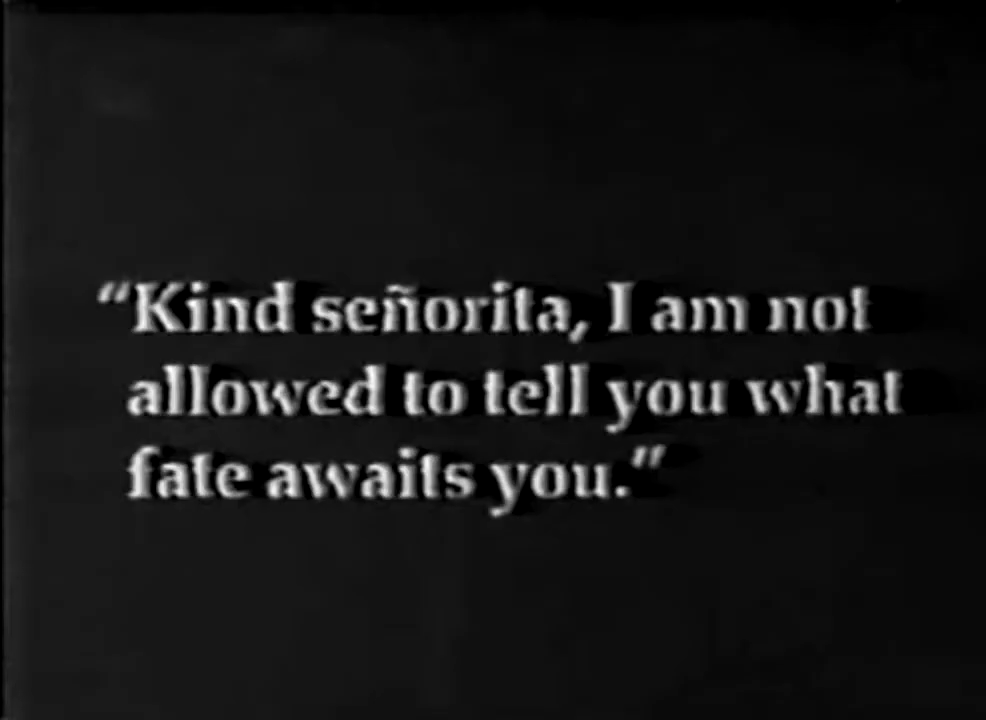 “Kind señorita, I am not
allowed to tell you what
fate awaits you.”